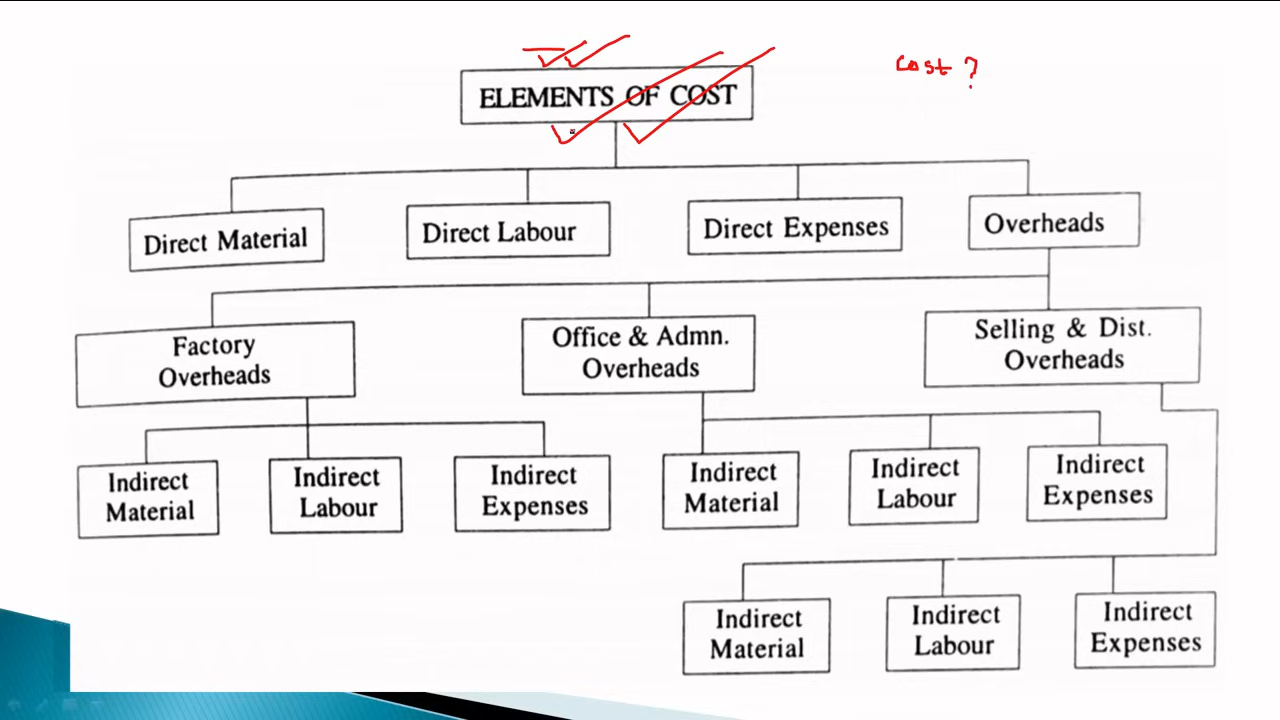 cost ?
ELEMENTS OF COST
Direct Material
Direct Labour
Direct Expenses
Overheads
Factory
Overheads
Office & Admn.
Overheads
Selling & Dist.
Overheads
Indirect
Material
Indirect
Labour
Indirect
Expenses
Indirect
Material
Indirect
Labour
Indirect
Expenses
Indirect
Material
Indirect
Labour
Indirect
Expenses